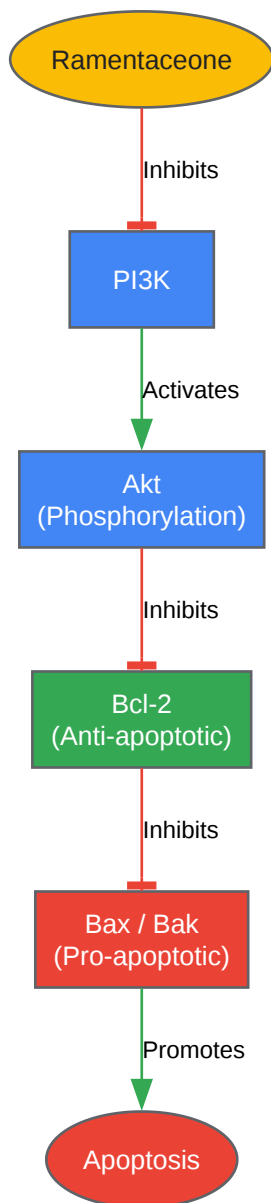 Ramentaceone
Inhibits
PI3K
Activates
Akt
(Phosphorylation)
Inhibits
Bcl-2
(Anti-apoptotic)
Inhibits
Bax / Bak
(Pro-apoptotic)
Promotes
Apoptosis